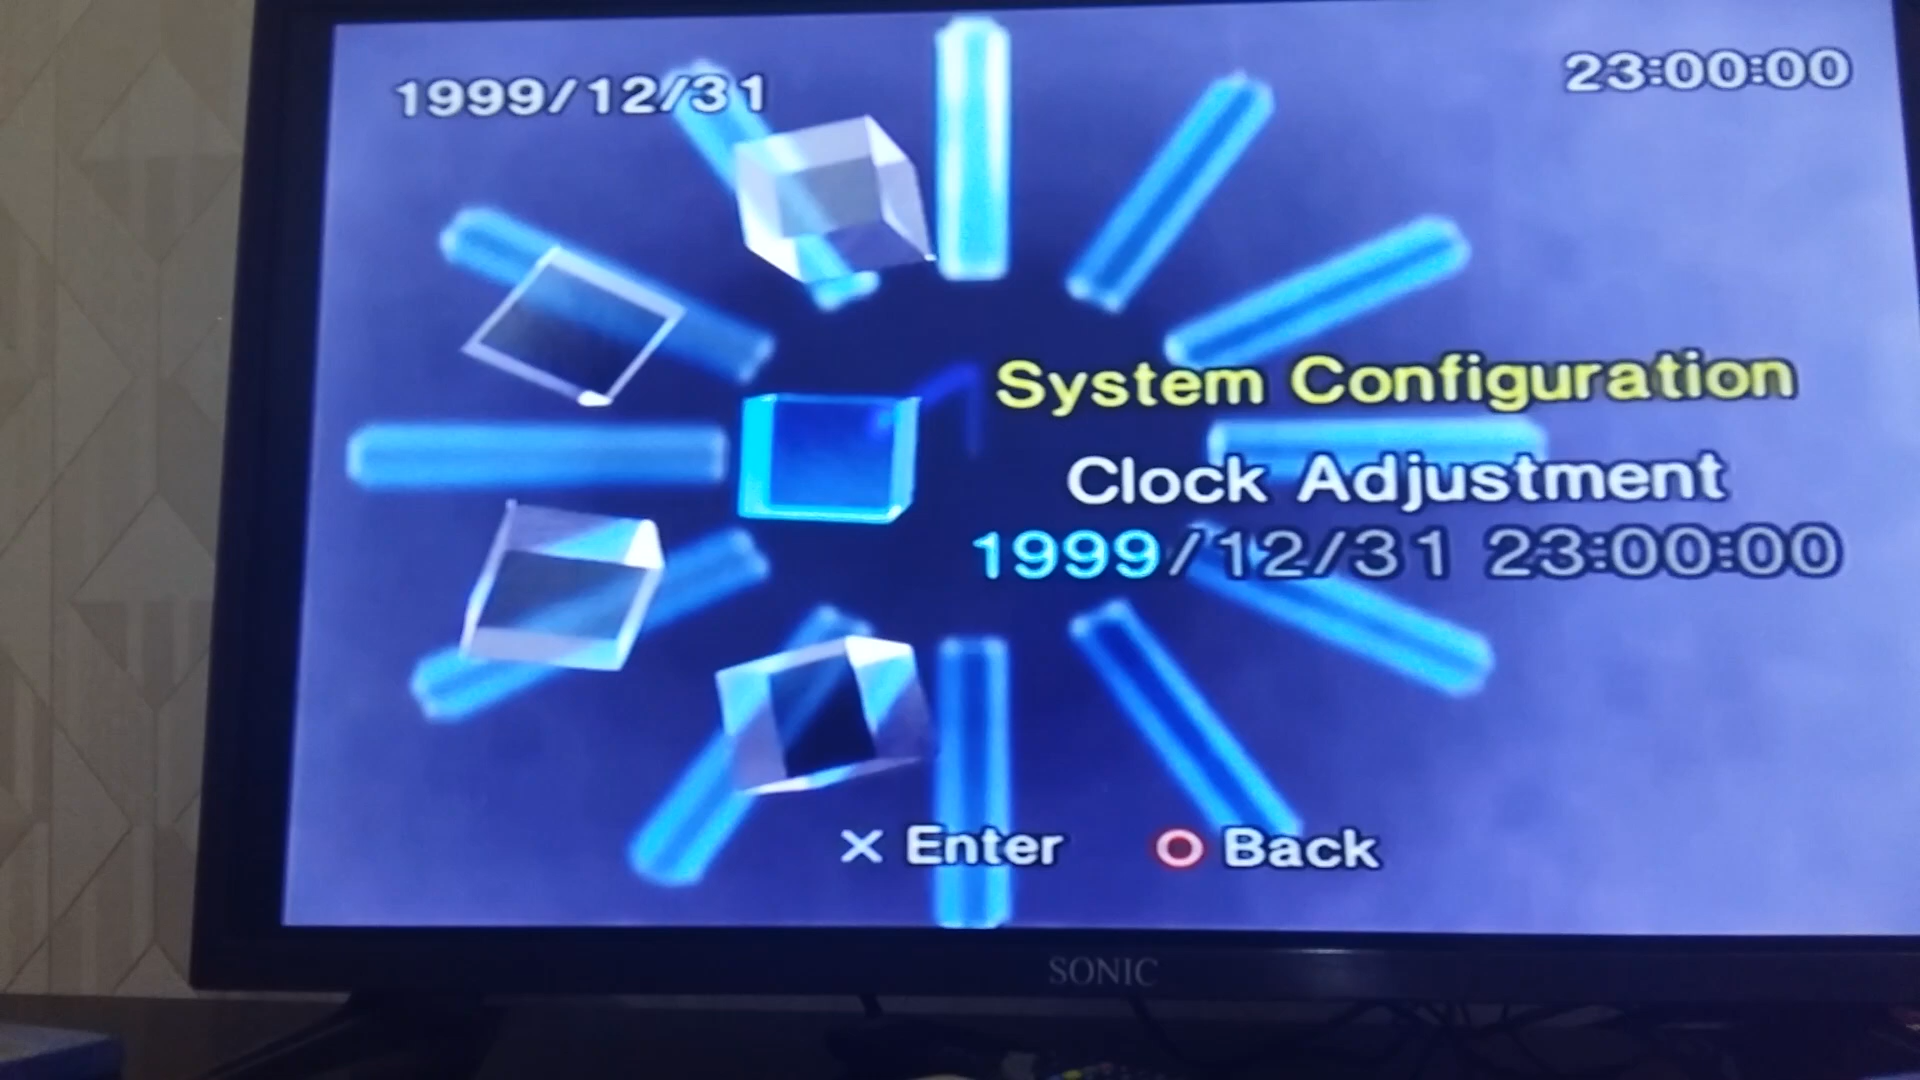 1999/12/31
23:00:00
System Configuration
Clock Adjustment
1999/12/31 23:00:00
X Enter O Back
SONIC